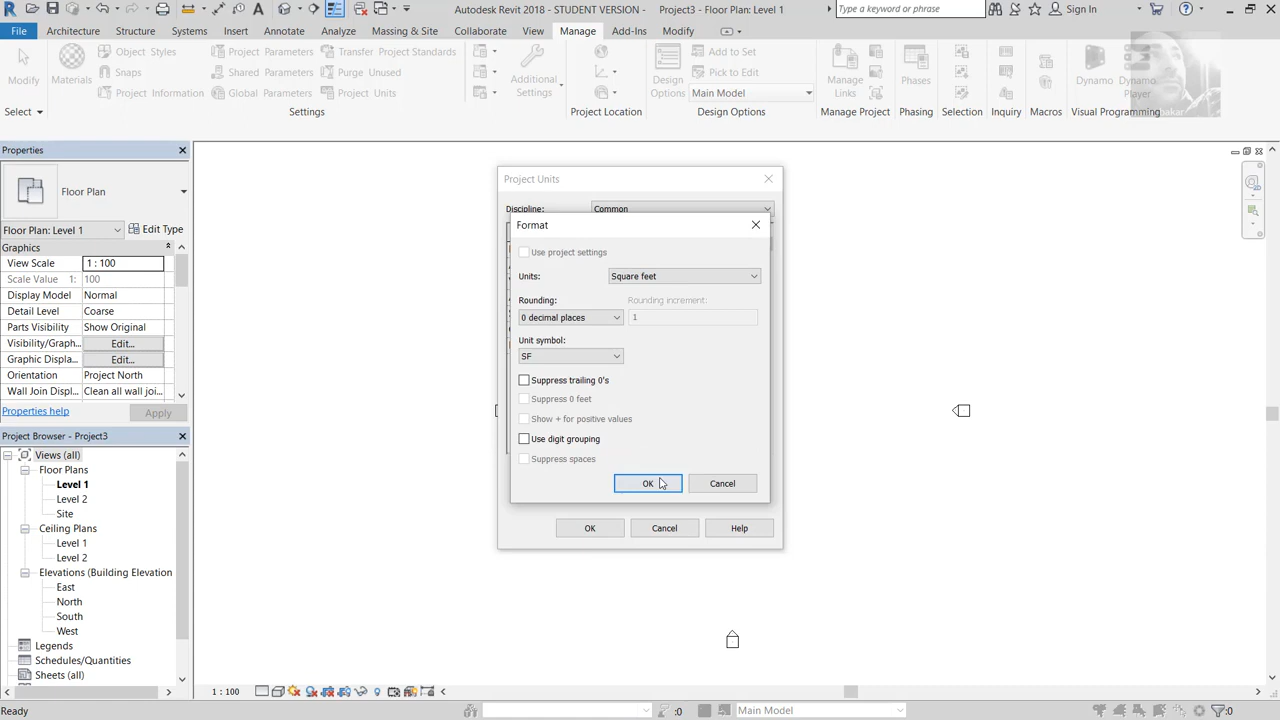 Autodesk Revit 2018 - STUDENT VERSION - Project3 - Floor Plan: Level 1
Type a keyword or phrase
Sign In
File Architecture Structure Systems Insert Annotate Analyze Massing & Site Collaborate View Manage Add-Ins Modify
Modify
Materials
Object Styles
Snaps
Project Information
Project Parameters
Shared Parameters
Global Parameters
Transfer Project Standards
Purge Unused
Project Units
Additional
Settings
Design
Options
Add to Set
Pick to Edit
Main Model
Manage
Links
Phases
Dynamo
Dynamo
Player
Select
Settings
Project Location
Design Options
Manage Project
Phasing
Selection
Inquiry
Macros
Visual Programming
Properties
Floor Plan
Floor Plan: Level 1
Edit Type
Graphics
View Scale 1 : 100
Scale Value 1: 100
Display Model Normal
Detail Level Coarse
Parts Visibility Show Original
Visibility/Graph... Edit...
Graphic Displa... Edit...
Orientation Project North
Wall Join Displ... Clean all wall joi...
Properties help
Apply
Project Browser - Project3
Views (all)
Floor Plans
Level 1
Level 2
Site
Ceiling Plans
Level 1
Level 2
Elevations (Building Elevation
East
North
South
West
Legends
Schedules/Quantities
Sheets (all)
Project Units
Discipline: Common
Format
Use project settings
Units: Square feet
Rounding: Rounding increment:
0 decimal places 1
Unit symbol:
SF
Suppress trailing 0's
Suppress 0 feet
Show + for positive values
Use digit grouping
Suppress spaces
OK Cancel
OK Cancel Help
1 : 100
Ready
:0
Main Model
:0